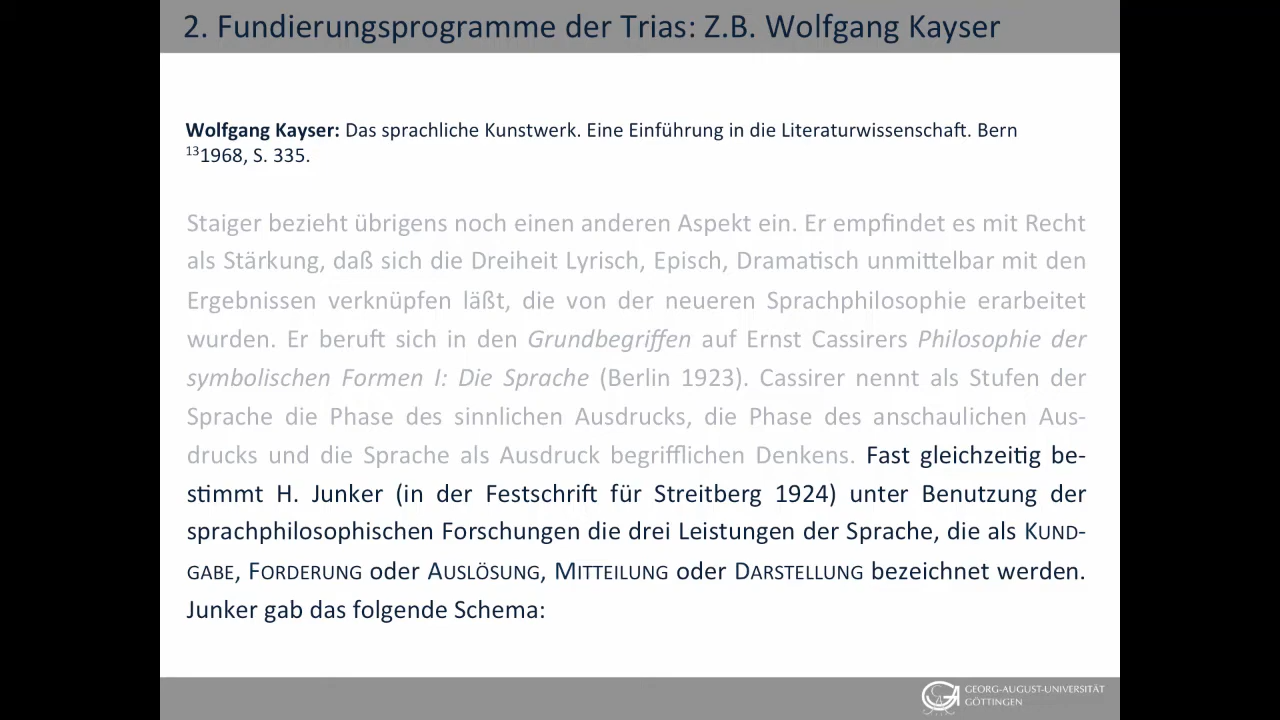 2. Fundierungsprogramme der Trias: Z.B. Wolfgang Kayser
Wolfgang Kayser: Das sprachliche Kunstwerk. Eine Einführung in die Literaturwissenschaft. Bern
¹³1968, S. 335.
Staiger bezieht übrigens noch einen anderen Aspekt ein. Er empfindet es mit Recht
als Stärkung, daß sich die Dreiheit Lyrisch, Episch, Dramatisch unmittelbar mit den
Ergebnissen verknüpfen läßt, die von der neueren Sprachphilosophie erarbeitet
wurden. Er beruft sich in den Grundbegriffen auf Ernst Cassirers Philosophie der
symbolischen Formen I: Die Sprache (Berlin 1923). Cassirer nennt als Stufen der
Sprache die Phase des sinnlichen Ausdrucks, die Phase des anschaulichen Aus-
drucks und die Sprache als Ausdruck begrifflichen Denkens. Fast gleichzeitig be-
stimmt H. Junker (in der Festschrift für Streitberg 1924) unter Benutzung der
sprachphilosophischen Forschungen die drei Leistungen der Sprache, die als KUND-
GABE, FORDERUNG oder AUSLÖSUNG, MITTEILUNG oder DARSTELLUNG bezeichnet werden.
Junker gab das folgende Schema:
GEORG-AUGUST-UNIVERSITÄT
GÖTTINGEN